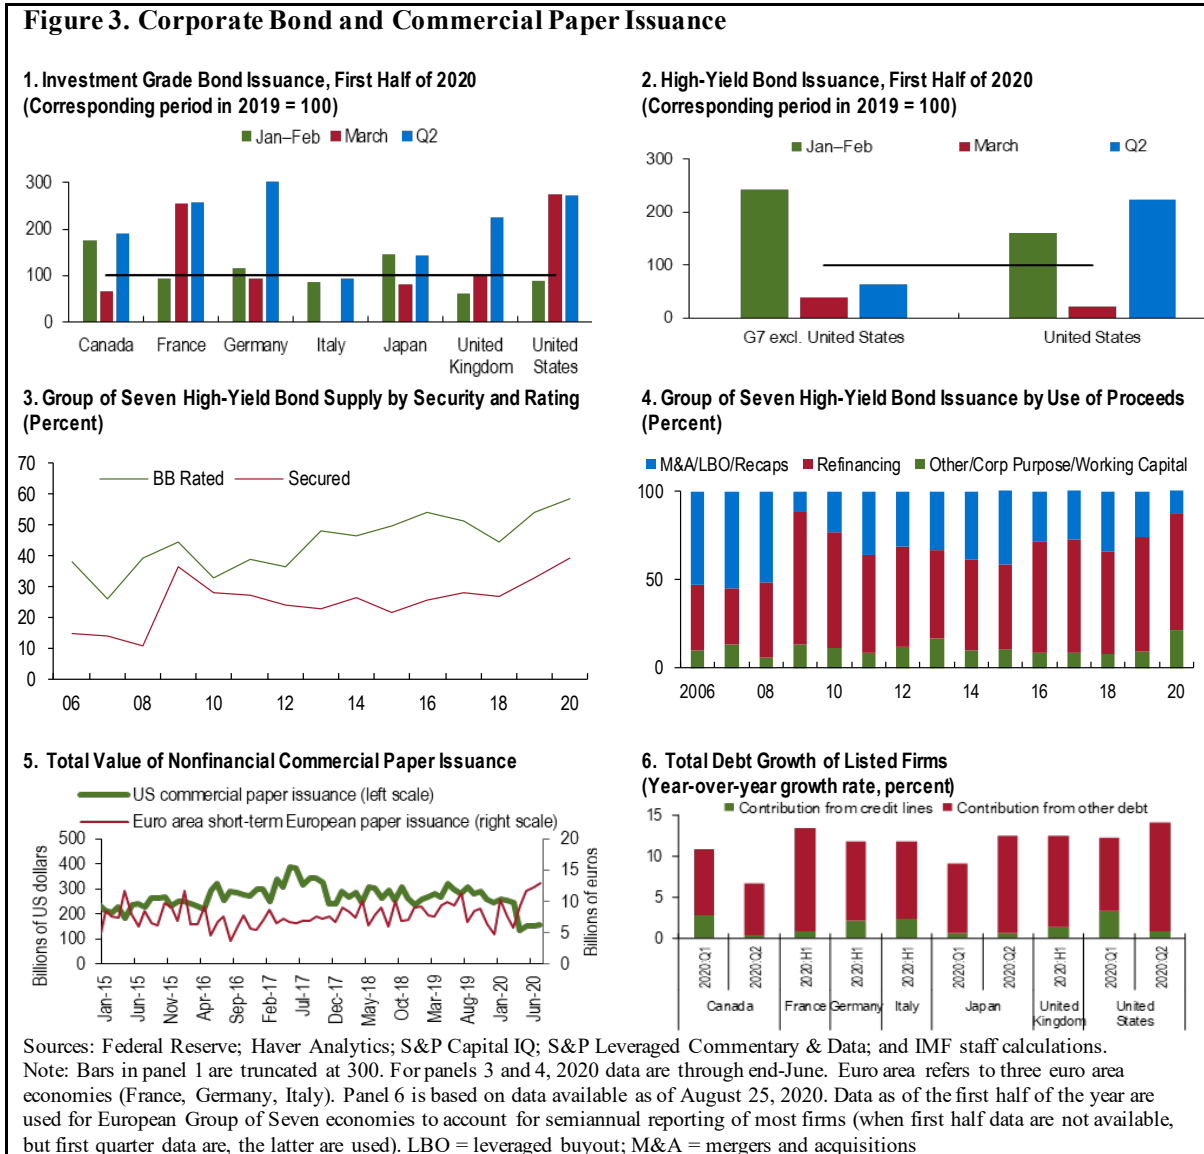 Figure 3. Corporate Bond and Commercial Paper Issuance
1. Investment Grade Bond Issuance, First Half of 2020
(Corresponding period in 2019 = 100)
Jan–Feb March Q2
300
200
100
0
Canada France Germany Italy Japan United Kingdom United States
2. High-Yield Bond Issuance, First Half of 2020
(Corresponding period in 2019 = 100)
Jan–Feb March Q2
300
200
100
0
G7 excl. United States United States
3. Group of Seven High-Yield Bond Supply by Security and Rating
(Percent)
BB Rated Secured
70
60
50
40
30
20
10
0
06 08 10 12 14 16 18 20
4. Group of Seven High-Yield Bond Issuance by Use of Proceeds
(Percent)
M&A/LBO/Recaps Refinancing Other/Corp Purpose/Working Capital
100
50
0
2006 08 10 12 14 16 18 20
5. Total Value of Nonfinancial Commercial Paper Issuance
US commercial paper issuance (left scale)
Euro area short-term European paper issuance (right scale)
Billions of US dollars
500
400
300
200
100
0
20
15
10
5
0
Billions of euros
Jan-15 Jun-15 Nov-15 Apr-16 Sep-16 Feb-17 Jul-17 Dec-17 May-18 Oct-18 Mar-19 Aug-19 Jan-20 Jun-20
6. Total Debt Growth of Listed Firms
(Year-over-year growth rate, percent)
Contribution from credit lines Contribution from other debt
15
10
5
0
2020:Q1 2020:Q2 2020:H1 2020:H1 2020:H1 2020:Q1 2020:Q2 2020:H1 2020:Q1 2020:Q2
Canada France Germany Italy Japan United Kingdom United States
Sources: Federal Reserve; Haver Analytics; S&P Capital IQ; S&P Leveraged Commentary & Data; and IMF staff calculations.
Note: Bars in panel 1 are truncated at 300. For panels 3 and 4, 2020 data are through end-June. Euro area refers to three euro area
economies (France, Germany, Italy). Panel 6 is based on data available as of August 25, 2020. Data as of the first half of the year are
used for European Group of Seven economies to account for semiannual reporting of most firms (when first half data are not available,
but first quarter data are, the latter are used). LBO = leveraged buyout; M&A = mergers and acquisitions